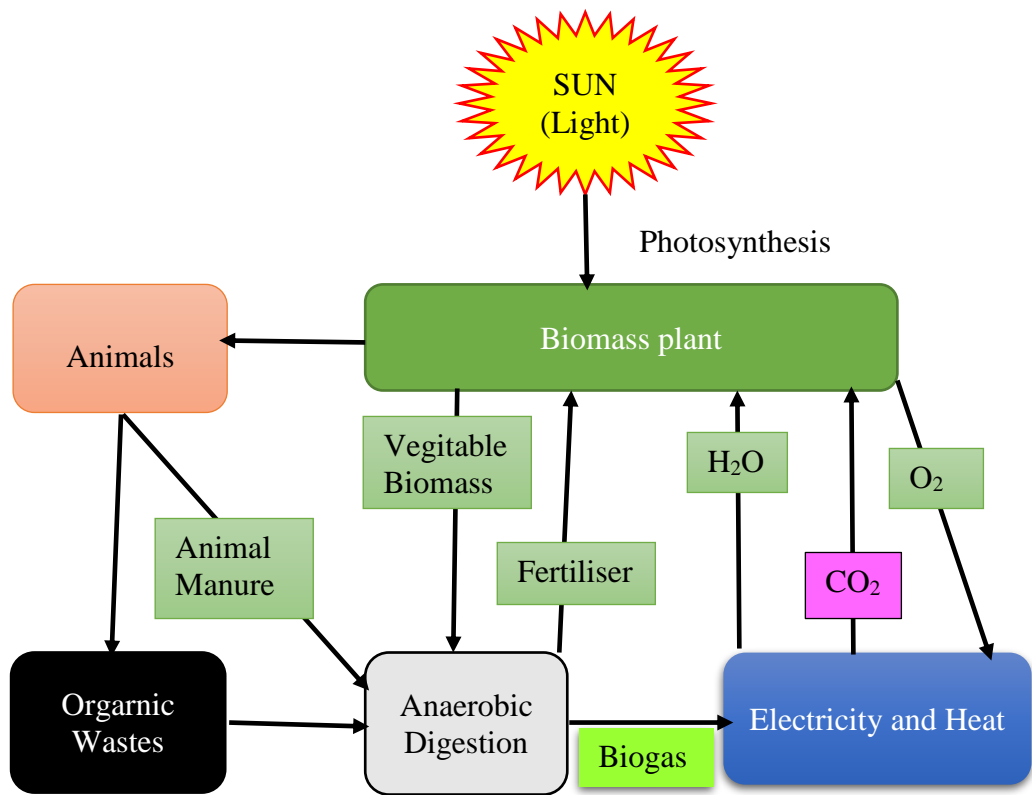 SUN
(Light)
Photosynthesis
Animals
Biomass plant
Vegitable
Biomass
H₂O
O₂
Animal
Manure
Fertiliser
CO₂
Orgarnic
Wastes
Anaerobic
Digestion
Electricity and Heat
Biogas